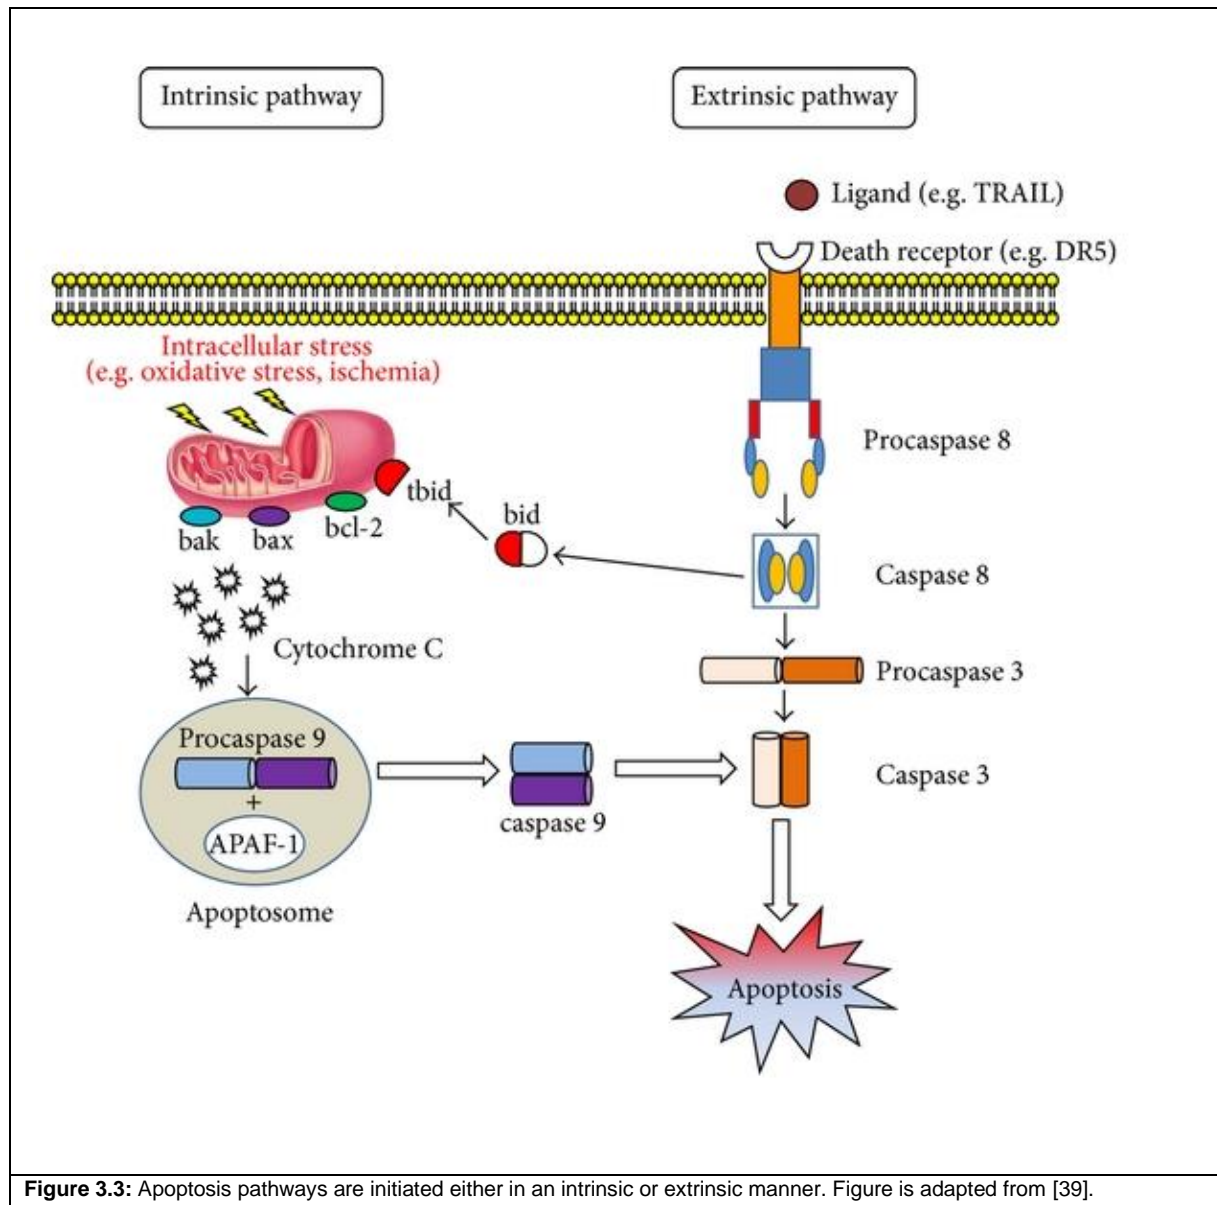 Intrinsic pathway
Extrinsic pathway
Ligand (e.g. TRAIL)
Death receptor (e.g. DR5)
Intracellular stress
(e.g. oxidative stress, ischemia)
Procaspase 8
tbid
bid
bcl-2
bak
bax
Caspase 8
Cytochrome C
Procaspase 3
Procaspase 9
+
APAF-1
caspase 9
Caspase 3
Apoptosome
Apoptosis
Figure 3.3: Apoptosis pathways are initiated either in an intrinsic or extrinsic manner. Figure is adapted from [39].